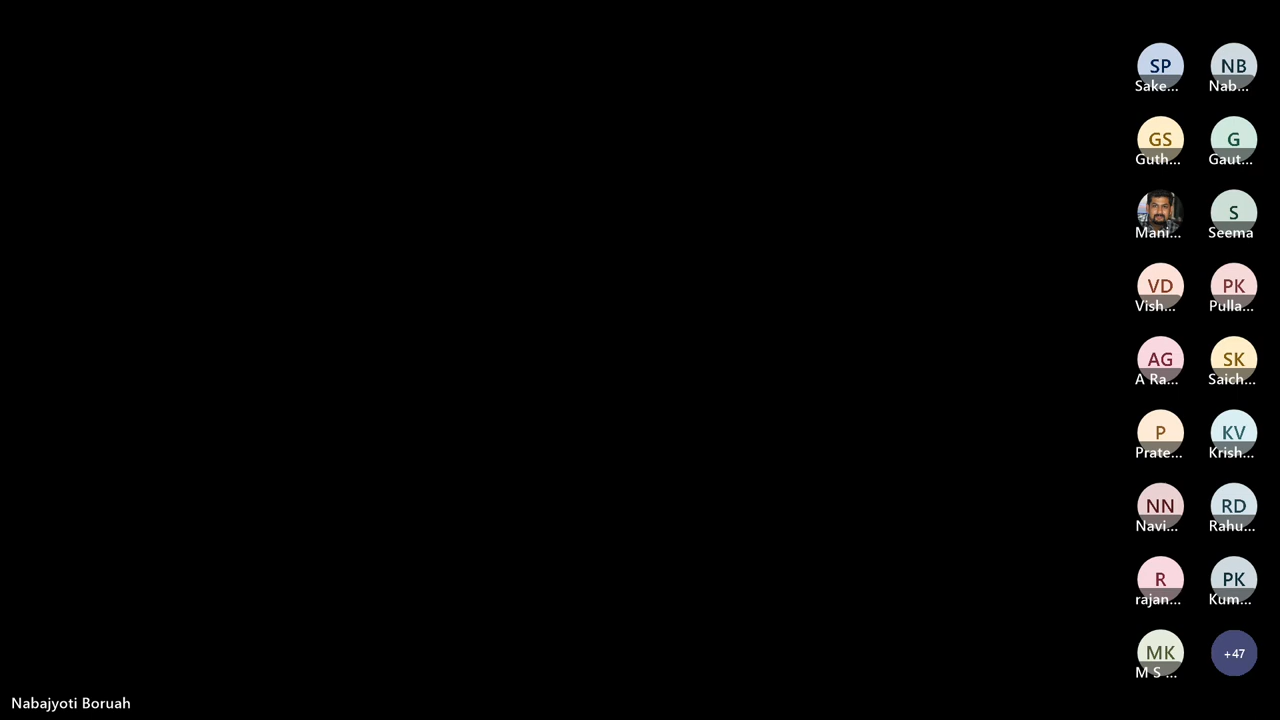 SP NB
Sake... Nab...
GS G
Guth... Gaut...
S
Mani... Seema
VD PK
Vish... Pulla...
AG SK
A Ra... Saich...
P KV
Prate... Krish...
NN RD
Navi... Rahu...
R PK
rajan... Kum...
MK +47
M S ...
Nabajyoti Boruah